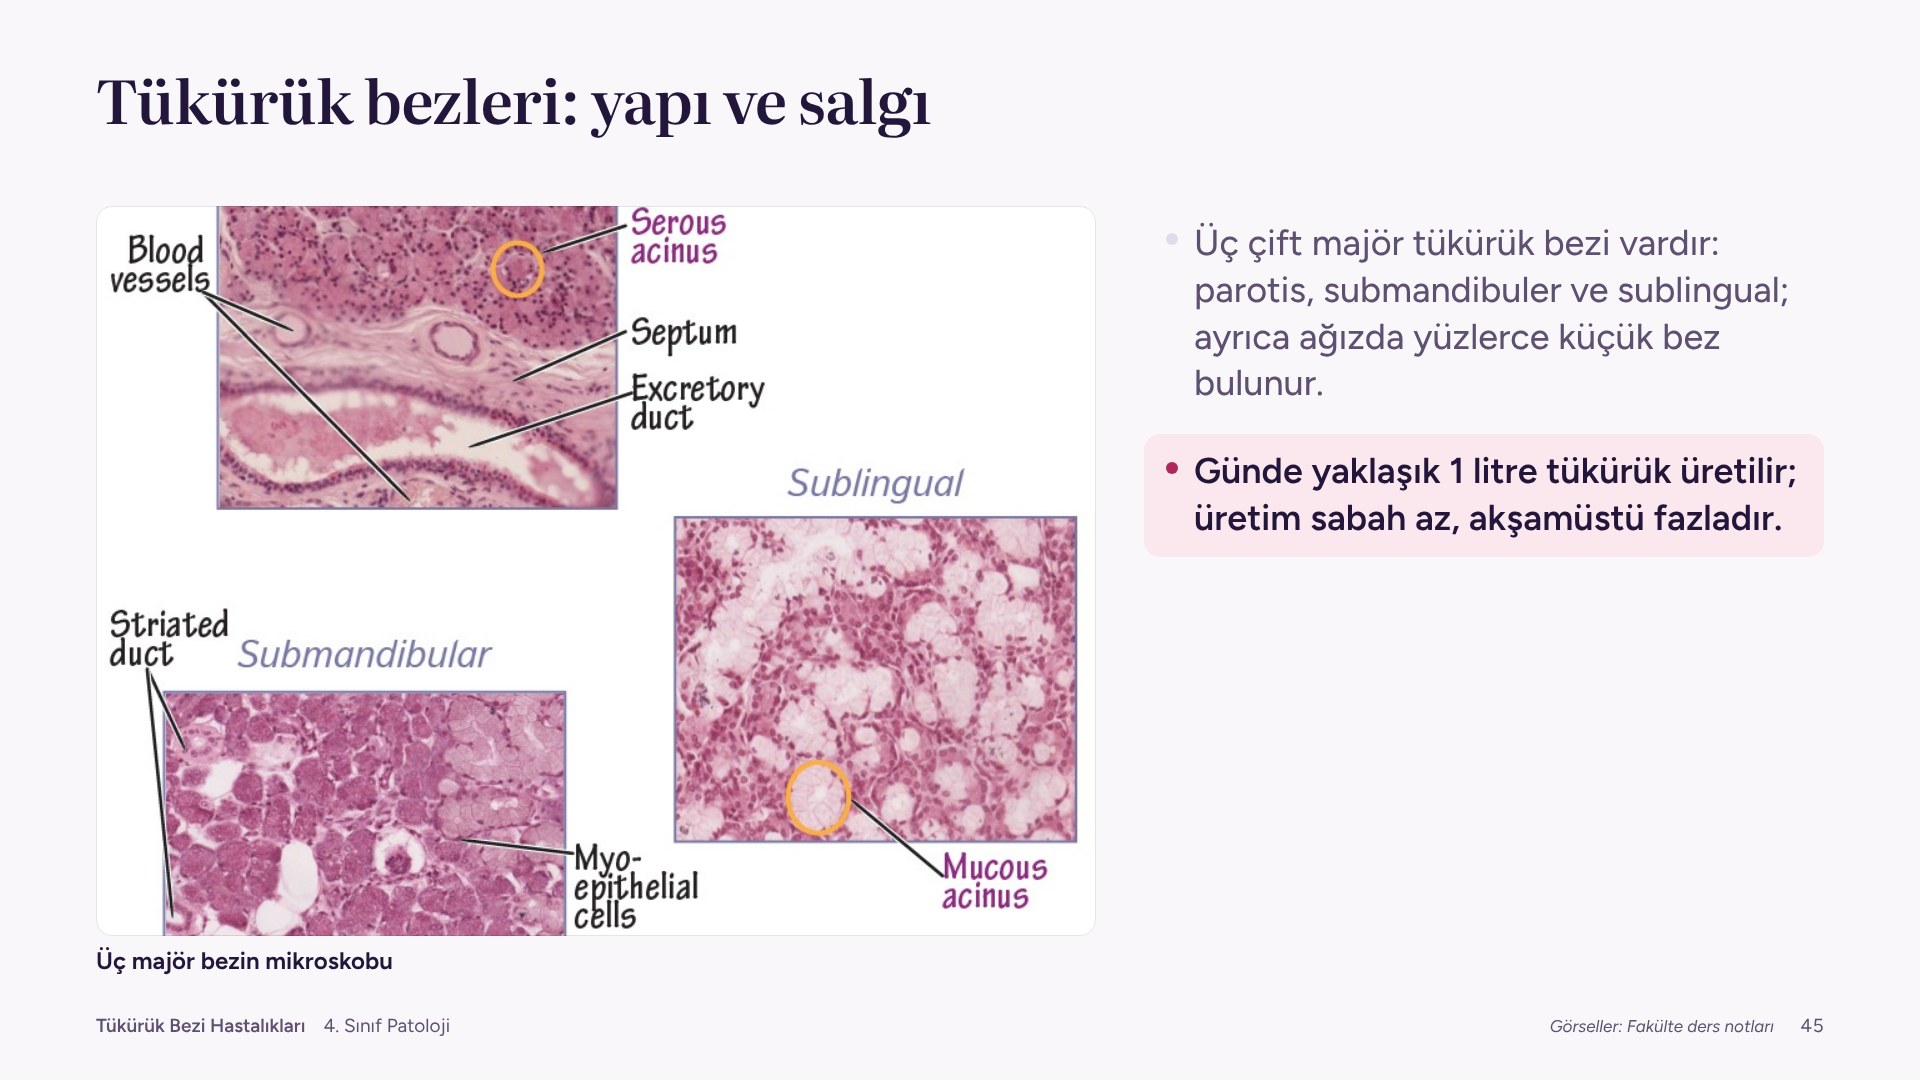 Tükürük bezleri: yapı ve salgı
Blood
vessels
Serous
acinus
Septum
Excretory
duct
Sublingual
Striated
duct
Submandibular
Myo-
epithelial
cells
Mucous
acinus
Üç majör bezin mikroskobu
Üç çift majör tükürük bezi vardır:
parotis, submandibuler ve sublingual;
ayrıca ağızda yüzlerce küçük bez
bulunur.
Günde yaklaşık 1 litre tükürük üretilir;
üretim sabah az, akşamüstü fazladır.
Tükürük Bezi Hastalıkları 4. Sınıf Patoloji
Görseller: Fakülte ders notları 45